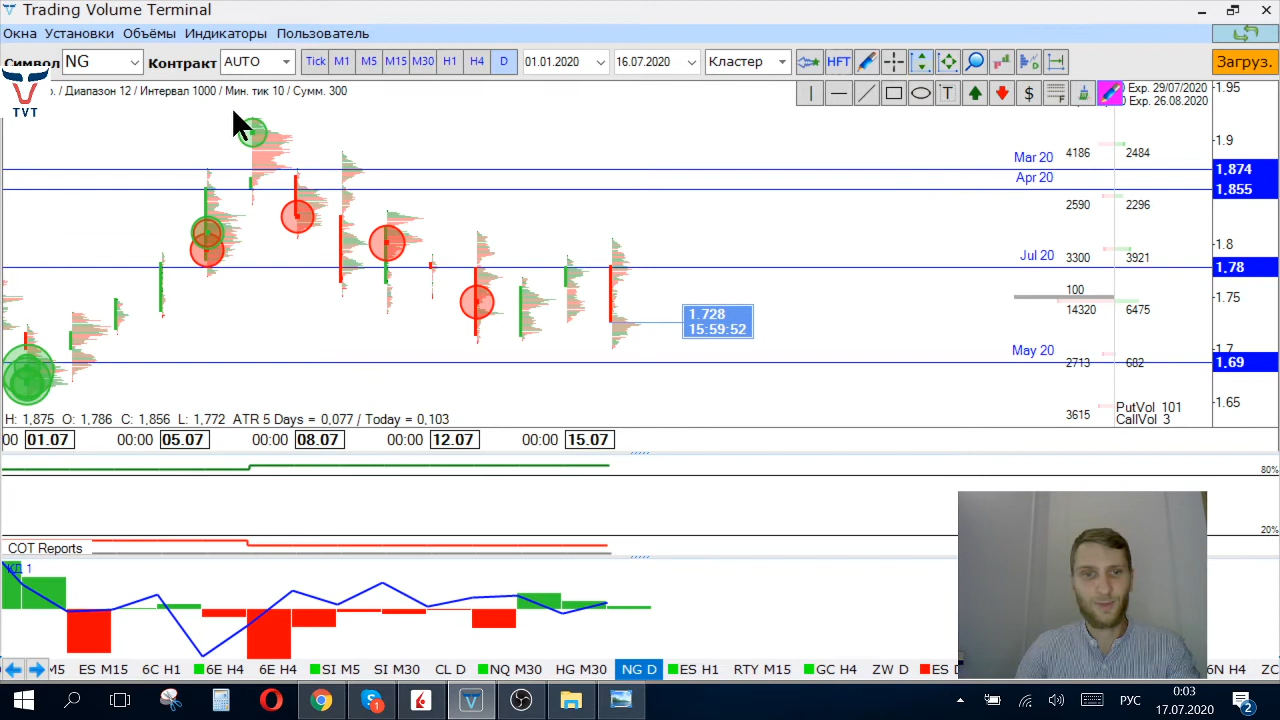 Trading Volume Terminal
Окна Установки Объёмы Индикаторы Пользователь
Символ NG Контракт AUTO Tick M1 M5 M15 M30 H1 H4 D 01.01.2020 16.07.2020 Кластер HFT Загруз.
TVT
/ Диапазон 12 / Интервал 1000 / Мин. тик 10 / Сумм. 300
T $ F
Exp. 29/07/2020
Exp. 26.08.2020
1.95
1.9
Mar 20 4186 2484
1.874
Apr 20
1.855
2590 2296
1.8
Jul 20 3300 3921
1.78
100
1.75
14320 6475
1.728
15:59:52
1.7
May 20 2713 682
1.69
1.65
3615 PutVol 101
CallVol 3
H: 1,875 O: 1,786 C: 1,856 L: 1,772 ATR 5 Days = 0,077 / Today = 0,103
00 01.07 00:00 05.07 00:00 08.07 00:00 12.07 00:00 15.07
80%
20%
COT Reports
КД 1
M5 ES M15 6C H1 6E H4 6E H4 SI M5 SI M30 CL D NQ M30 HG M30 NG D ES H1 RTY M15 GC H4 ZW D ES D 6N H4 ZC
РУС
0:03
17.07.2020
1
2